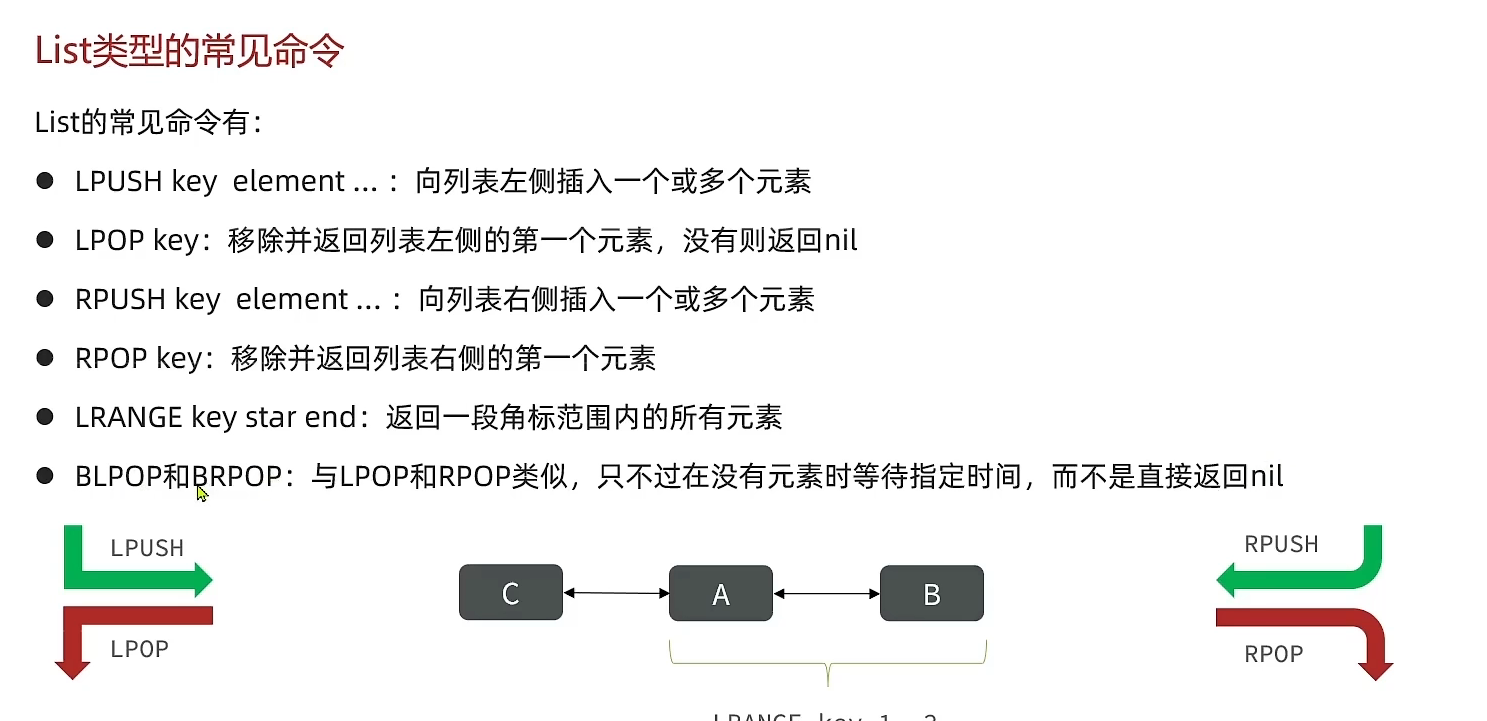 List类型的常见命令
List的常见命令有：
● LPUSH key  element ... ：向列表左侧插入一个或多个元素
● LPOP key：移除并返回列表左侧的第一个元素，没有则返回nil
● RPUSH key  element ... ：向列表右侧插入一个或多个元素
● RPOP key：移除并返回列表右侧的第一个元素
● LRANGE key star end：返回一段角标范围内的所有元素
● BLPOP和BRPOP：与LPOP和RPOP类似，只不过在没有元素时等待指定时间，而不是直接返回nil
LPUSH
RPUSH
C
A
B
LPOP
RPOP
LRANGE key 1  2